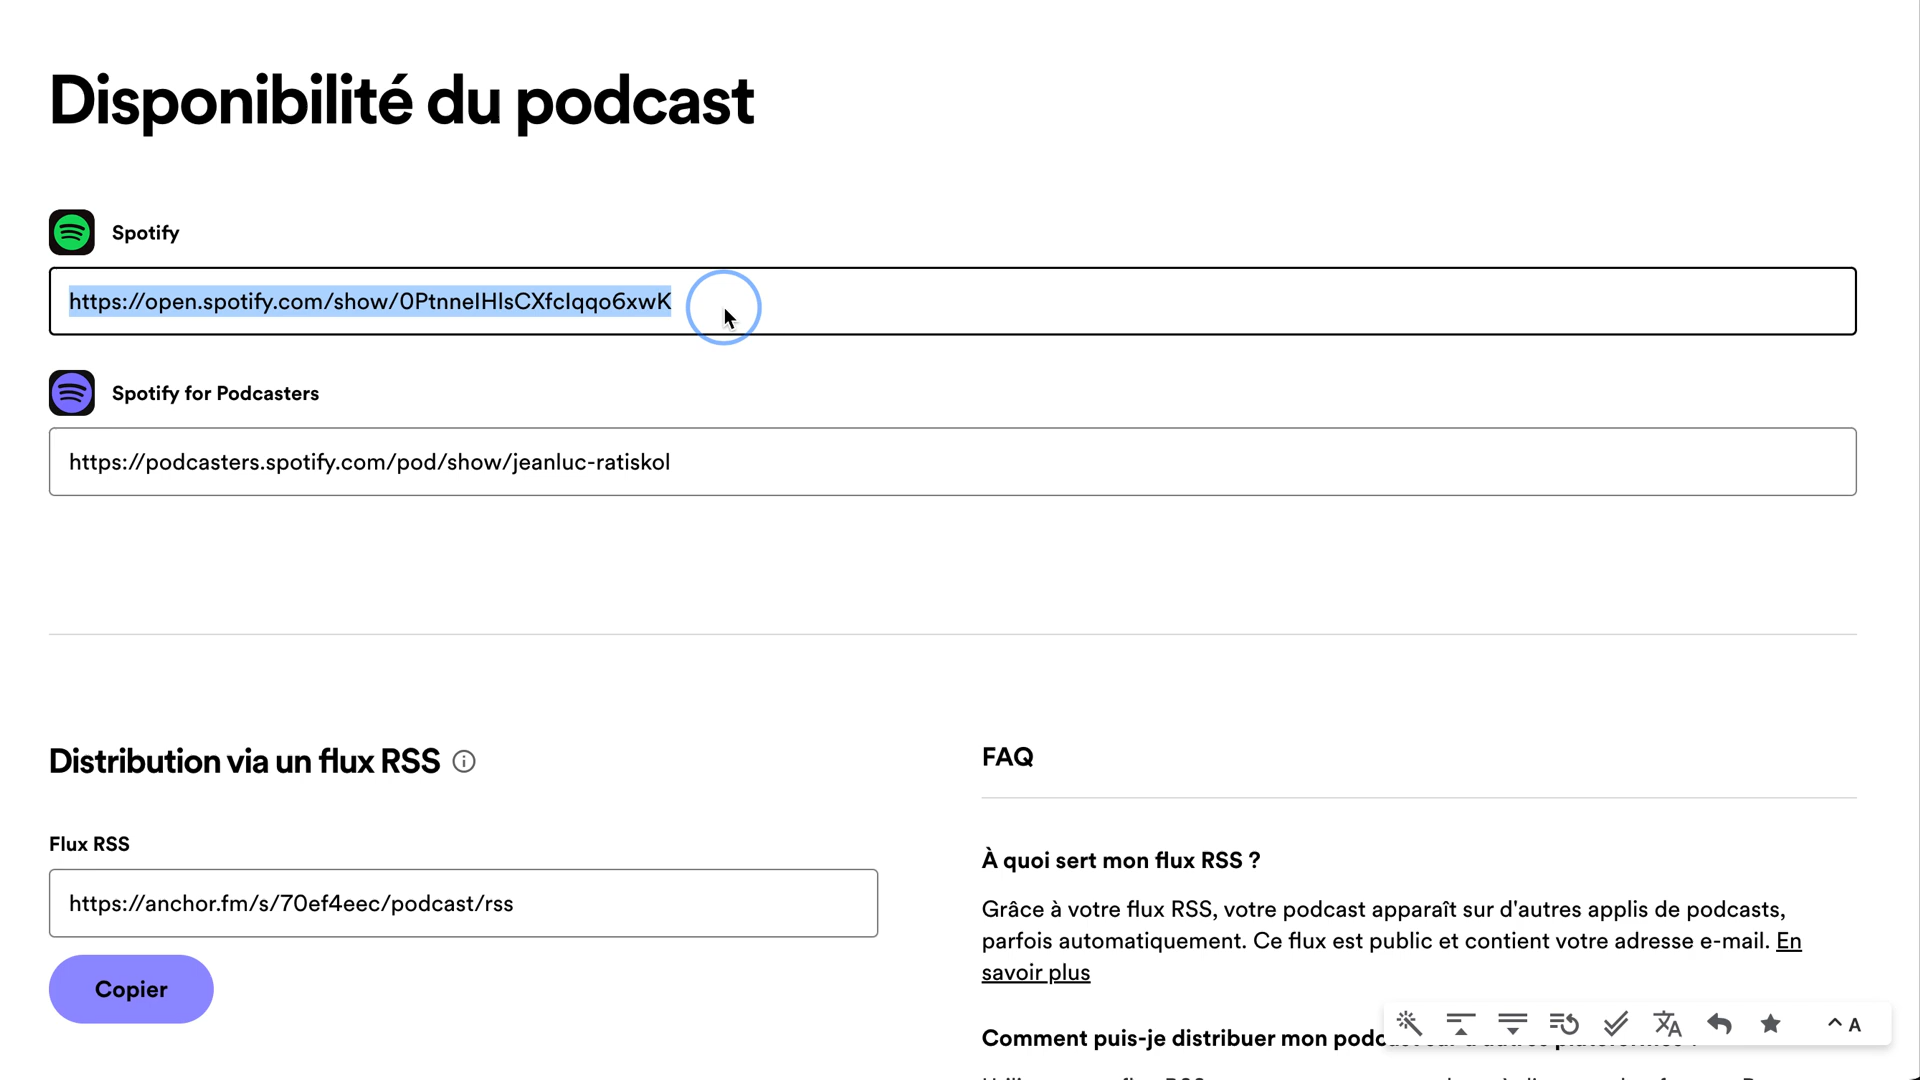 Disponibilité du podcast
Spotify
https://open.spotify.com/show/0PtnneIHlsCXfcIqqo6xwK
Spotify for Podcasters
https://podcasters.spotify.com/pod/show/jeanluc-ratiskol
Distribution via un flux RSS
Flux RSS
https://anchor.fm/s/70ef4eec/podcast/rss
Copier
FAQ
À quoi sert mon flux RSS ?
Grâce à votre flux RSS, votre podcast apparaît sur d'autres applis de podcasts,
parfois automatiquement. Ce flux est public et contient votre adresse e-mail. En
savoir plus
Comment puis-je distribuer mon
A